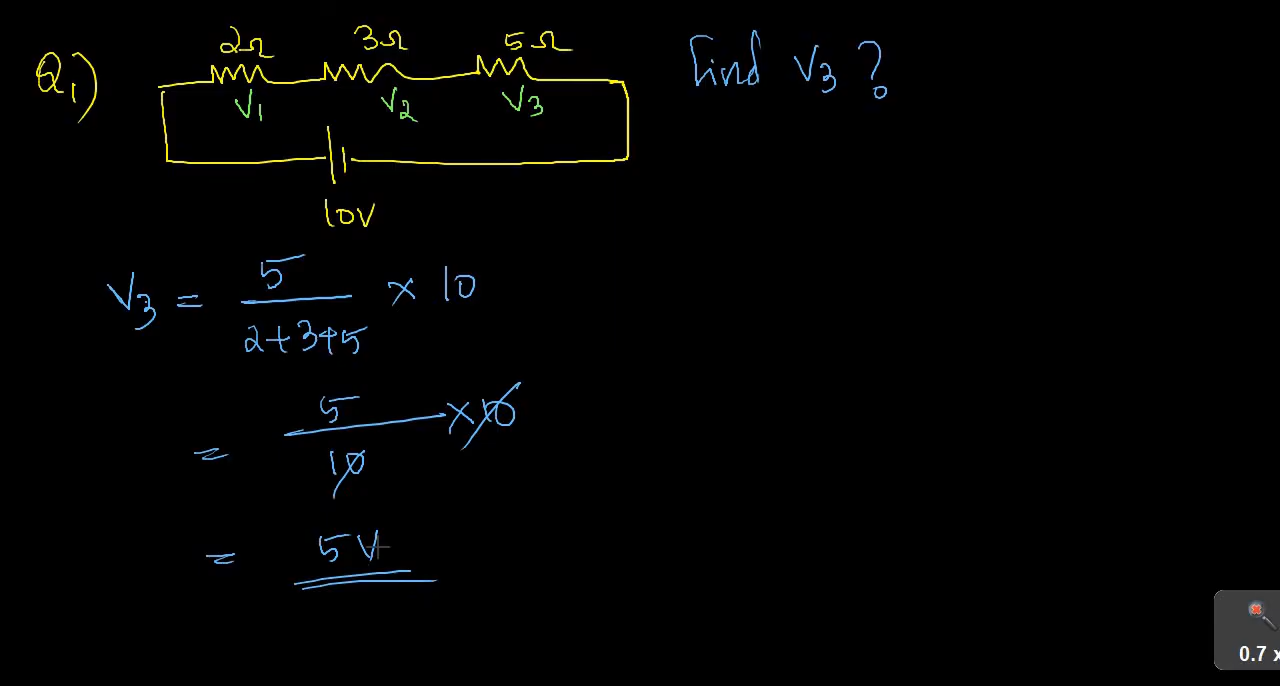 Q1)
2Ω 3Ω 5Ω
V1 V2 V3
10V
Find V3 ?
V3 = 5 / 2+3+5 × 10
= 5 / 10 × 10
= 5V
0.7 x